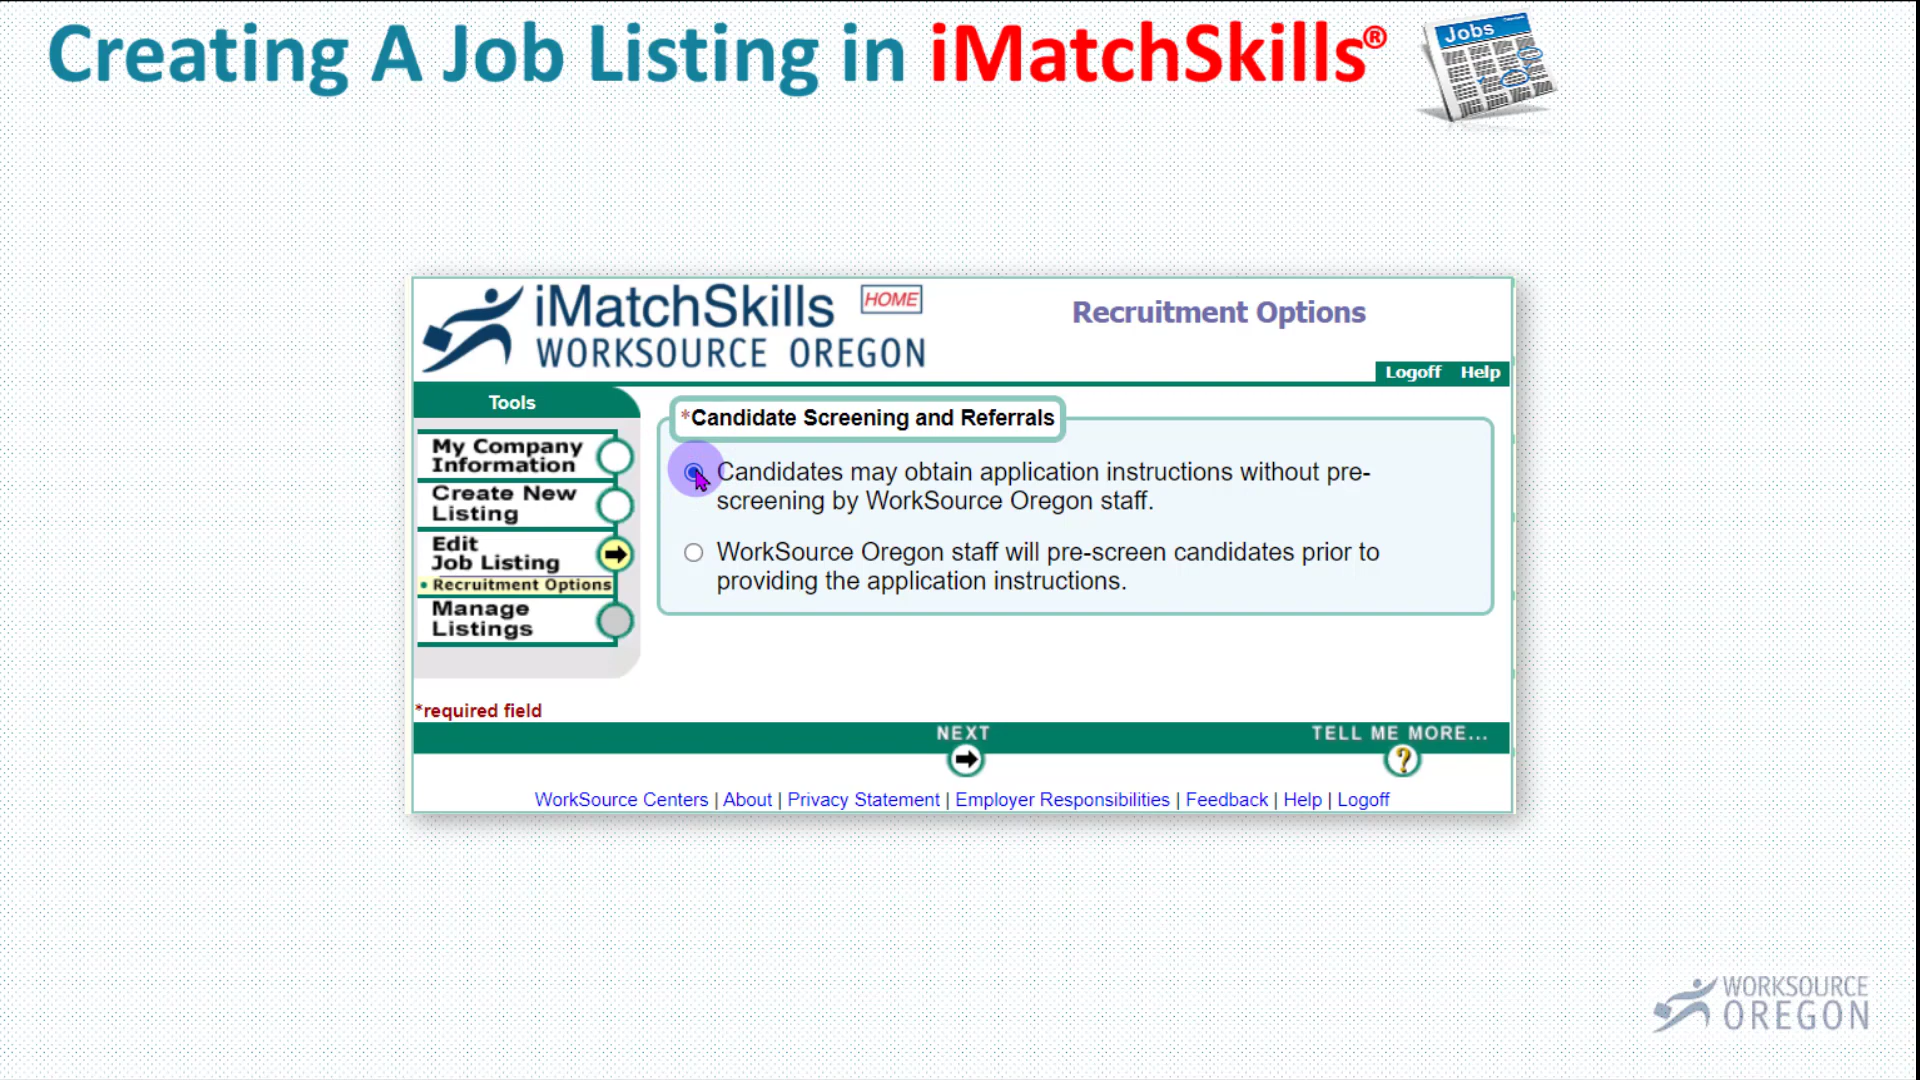 Creating A Job Listing in iMatchSkills®
Jobs
iMatchSkills
HOME
WORKSOURCE OREGON
Recruitment Options
Logoff Help
Tools
My Company
Information
Create New
Listing
Edit
Job Listing
• Recruitment Options
Manage
Listings
*Candidate Screening and Referrals
Candidates may obtain application instructions without pre-
screening by WorkSource Oregon staff.
WorkSource Oregon staff will pre-screen candidates prior to
providing the application instructions.
*required field
NEXT
TELL ME MORE...
?
WorkSource Centers | About | Privacy Statement | Employer Responsibilities | Feedback | Help | Logoff
WORKSOURCE
OREGON